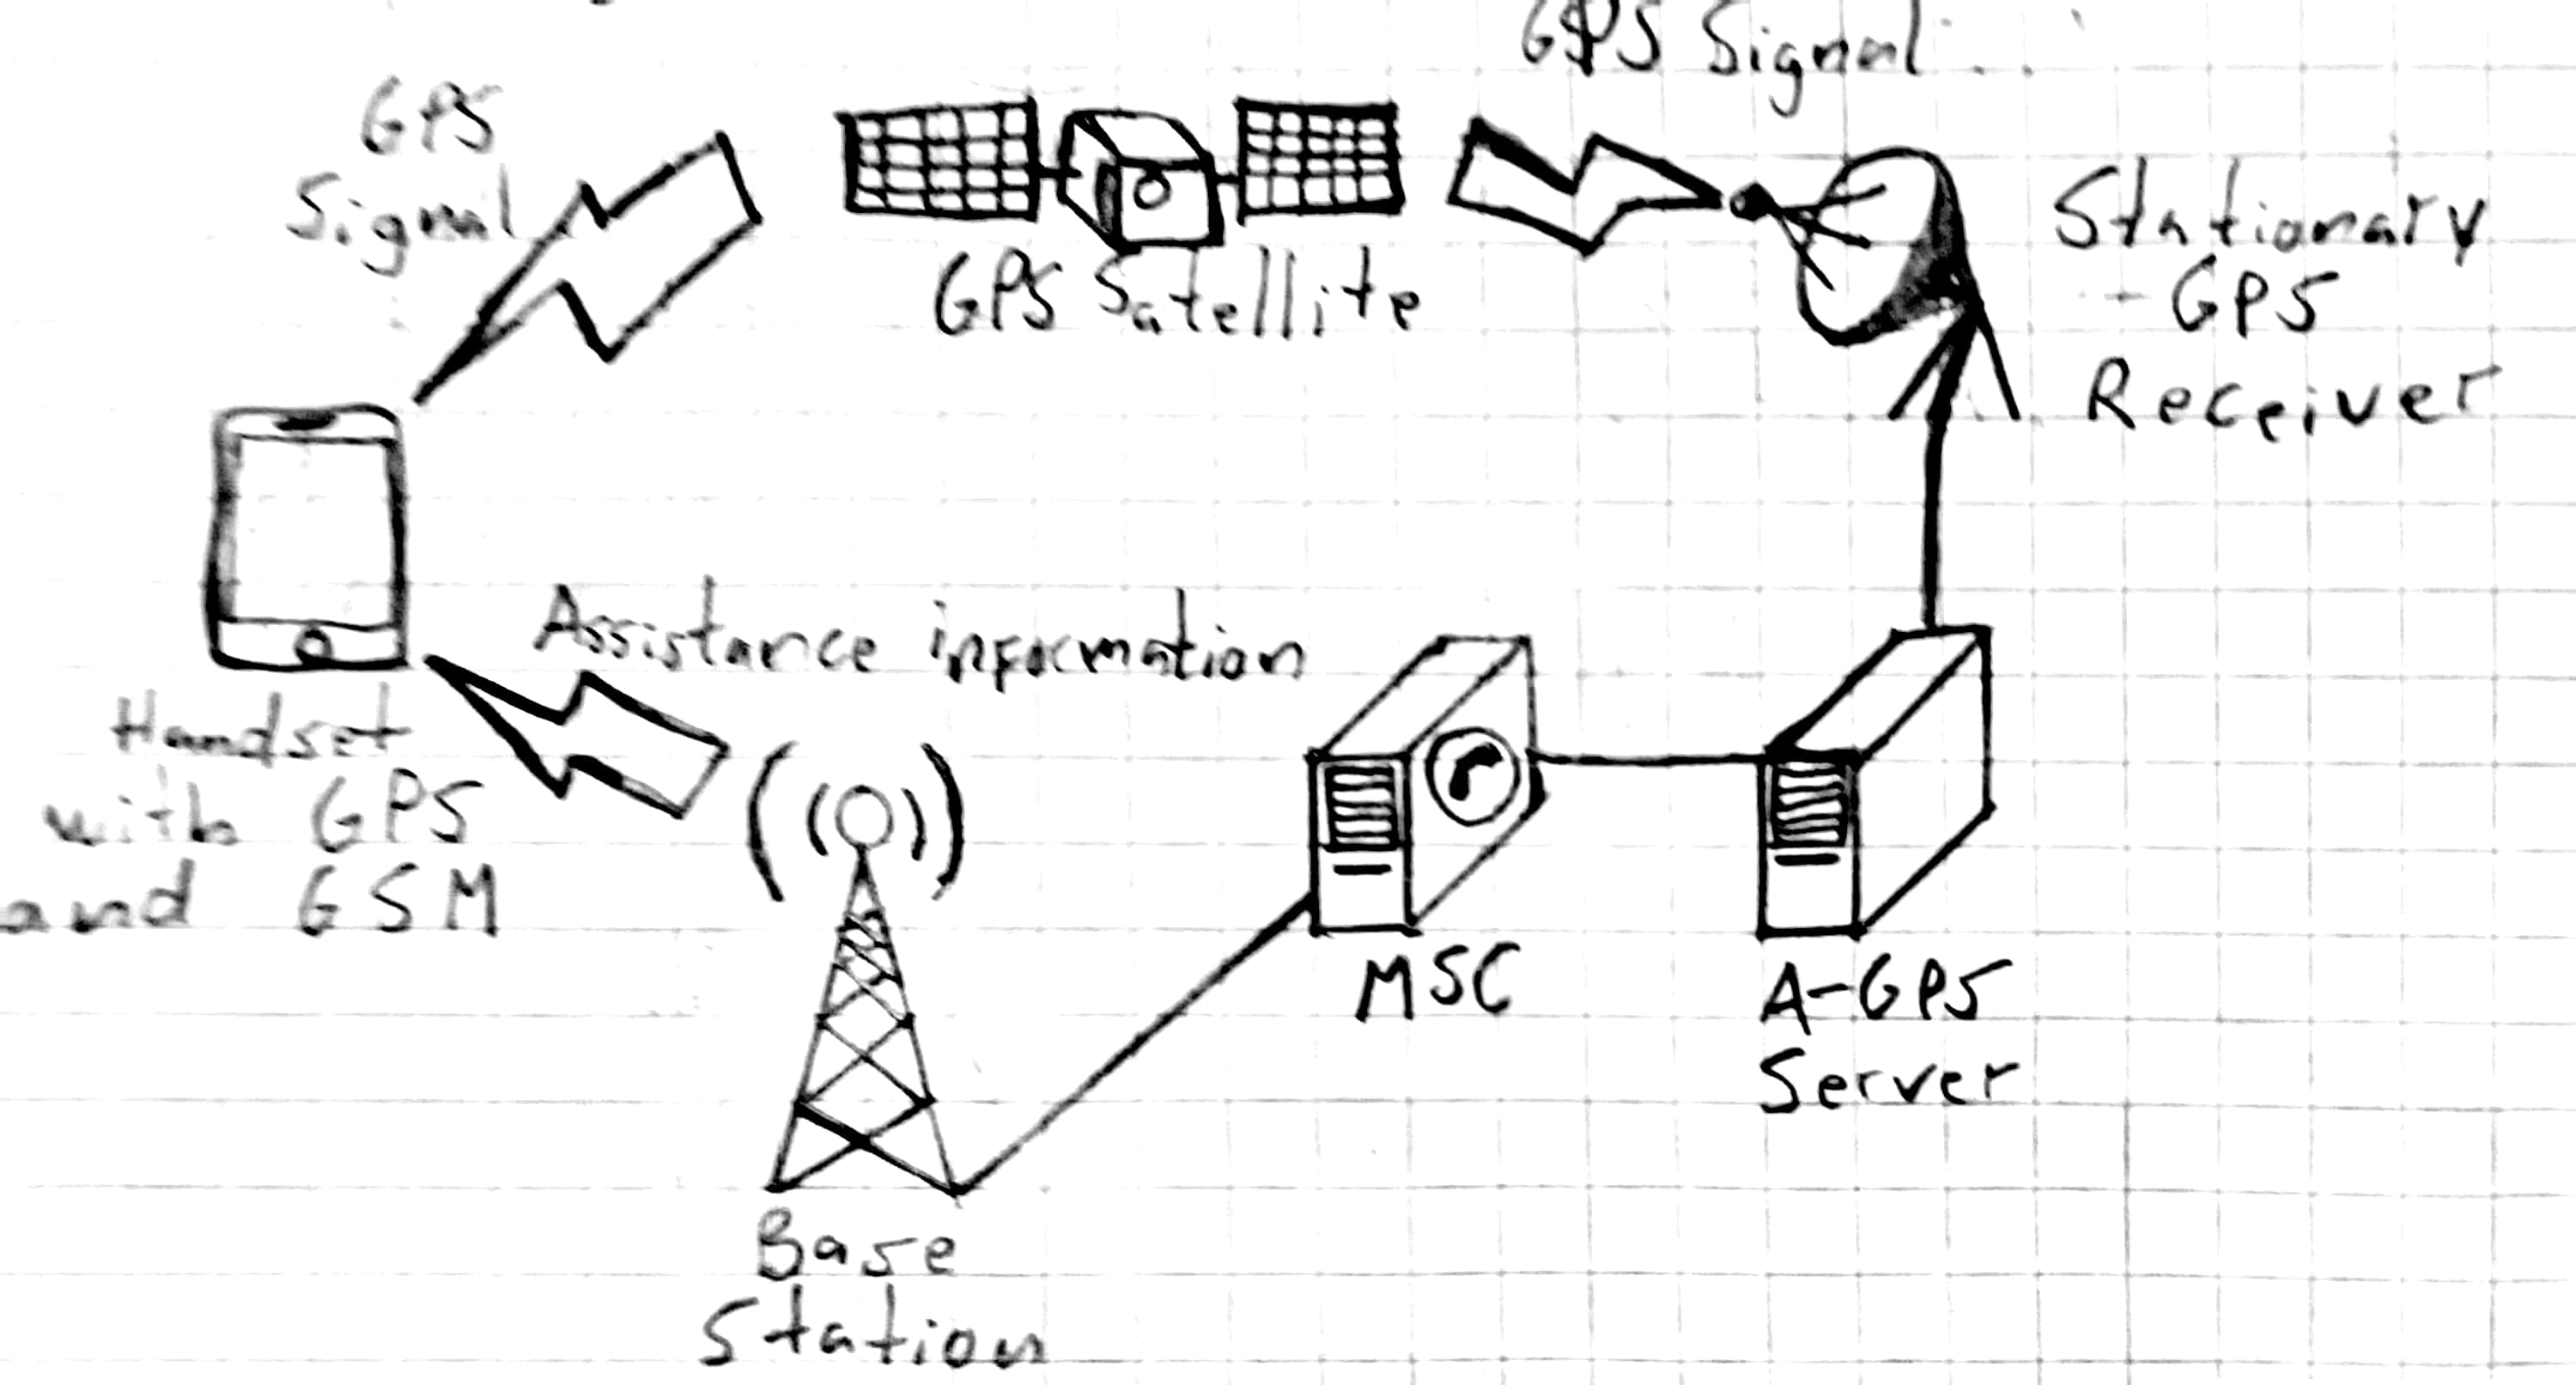 GPS Signal
GPS
Signal
GPS Satellite
Stationary
GPS
Receiver
Assistance information
Handset
with GPS
and GSM
MSC
A-GPS
Server
Base
Station